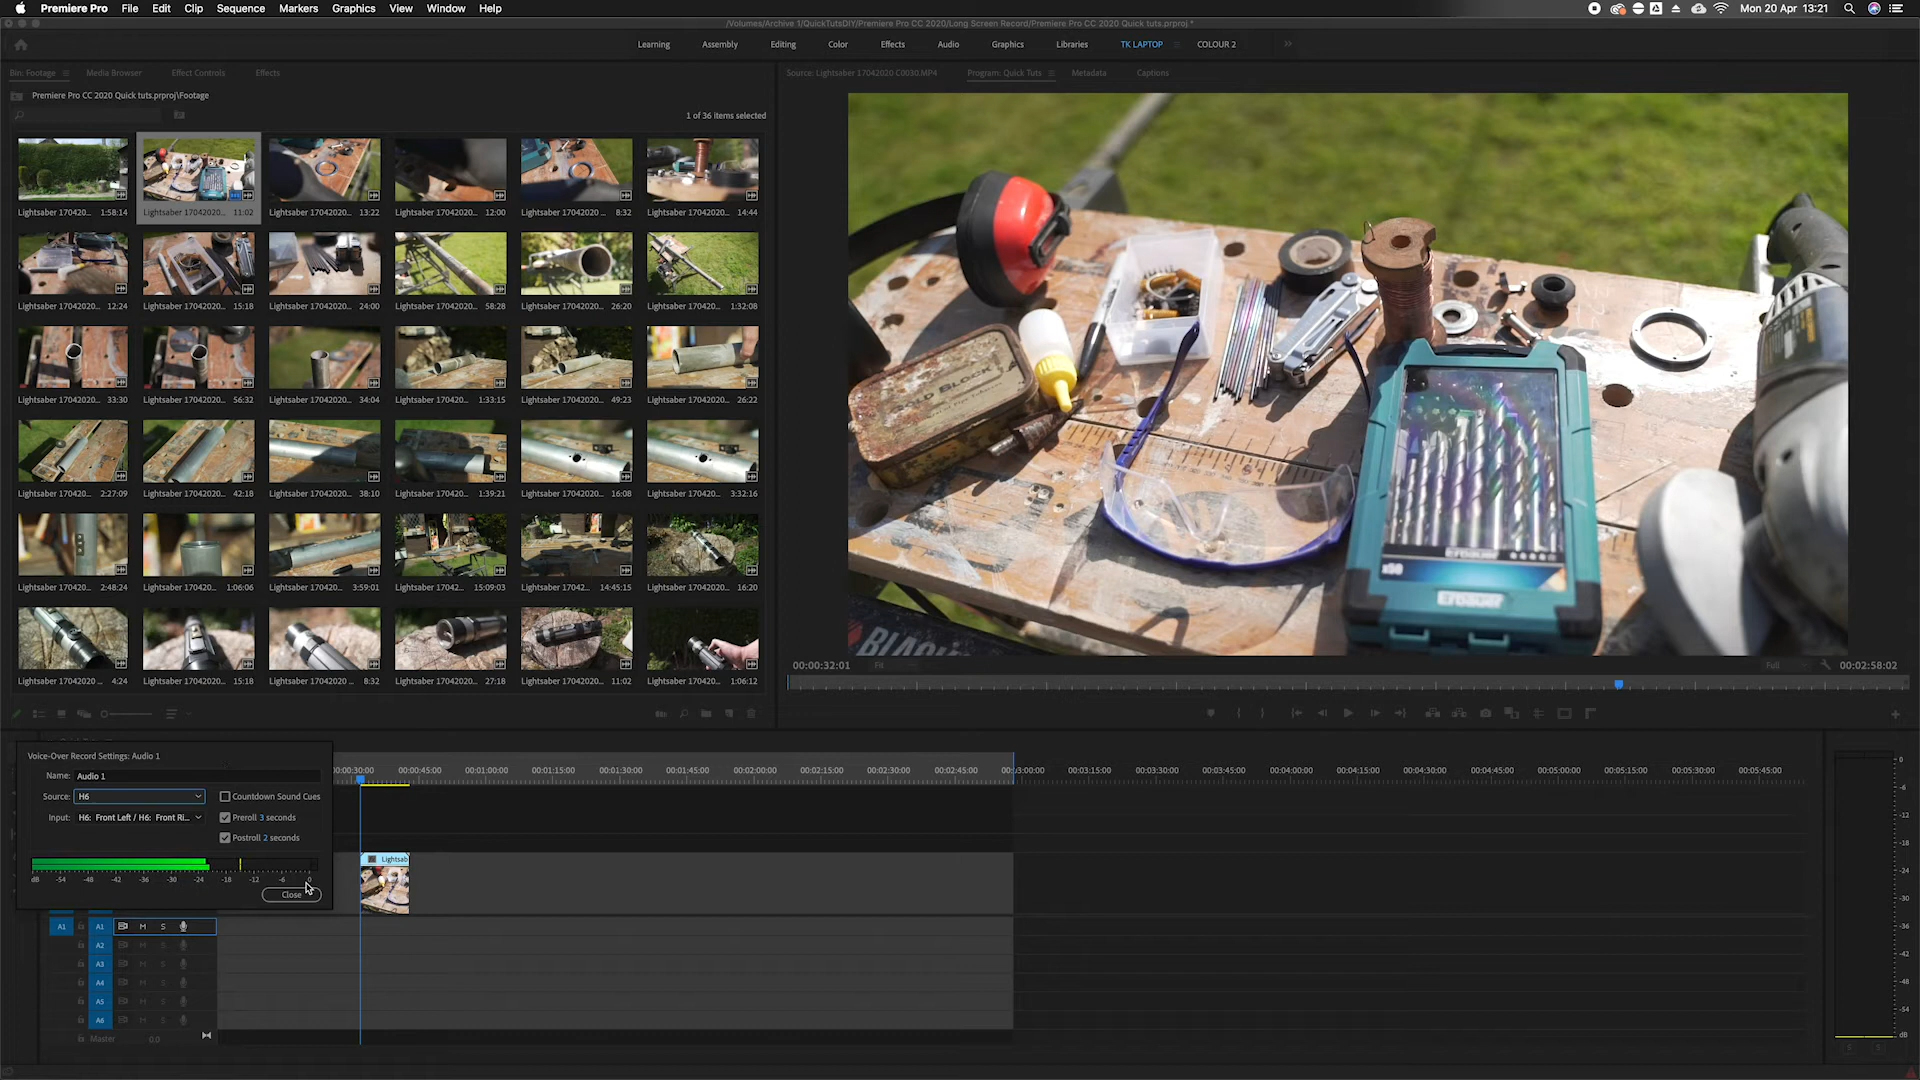 Premiere Pro File Edit Clip Sequence Markers Graphics View Window Help
Mon 20 Apr 13:21
/Volumes/Archive 1/QuickTutsDIY/Premiere Pro CC 2020/Long Screen Record/Premiere Pro CC 2020 Quick tuts.prproj *
Learning Assembly Editing Color Effects Audio Graphics Libraries TK LAPTOP COLOUR 2
Bin: Footage Media Browser Effect Controls Effects
Source: Lightsaber 17042020 C0030.MP4 Program: Quick Tuts Metadata Captions
Premiere Pro CC 2020 Quick tuts.prproj\Footage
1 of 36 items selected
Lightsaber 170420... 1:58:14 Lightsaber 17042020... 11:02 Lightsaber 17042020... 13:22 Lightsaber 17042020... 12:00 Lightsaber 17042020 ... 8:32 Lightsaber 17042020... 14:44
Lightsaber 17042020... 12:24 Lightsaber 17042020... 15:18 Lightsaber 17042020... 24:00 Lightsaber 17042020... 58:28 Lightsaber 17042020... 26:20 Lightsaber 170420... 1:32:08
Lightsaber 17042020... 33:30 Lightsaber 17042020... 56:32 Lightsaber 17042020... 34:04 Lightsaber 170420... 1:33:15 Lightsaber 17042020... 49:23 Lightsaber 17042020... 26:22
Lightsaber 170420... 2:27:09 Lightsaber 17042020... 42:18 Lightsaber 17042020... 38:10 Lightsaber 170420... 1:39:21 Lightsaber 17042020... 16:08 Lightsaber 170420... 3:32:16
Lightsaber 170420... 2:48:24 Lightsaber 170420... 1:06:06 Lightsaber 170420... 3:59:01 Lightsaber 17042... 15:09:03 Lightsaber 17042... 14:45:15 Lightsaber 17042020... 16:20
Lightsaber 17042020 ... 4:24 Lightsaber 17042020... 15:18 Lightsaber 17042020 ... 8:32 Lightsaber 17042020... 27:18 Lightsaber 17042020... 11:02 Lightsaber 170420... 1:06:12
GOLD BLOCK
x50
ERBAUER
BLACK
00:00:32:01 Fit Full 00:02:58:02
Voice-Over Record Settings: Audio 1
Name: Audio 1
Source: H6 Countdown Sound Cues
Input: H6: Front Left / H6: Front Ri... Preroll 3 seconds
Postroll 2 seconds
dB -54 -48 -42 -36 -30 -24 -18 -12 -6 0
Close
00:00:30:00 00:00:45:00 00:01:00:00 00:01:15:00 00:01:30:00 00:01:45:00 00:02:00:00 00:02:15:00 00:02:30:00 00:02:45:00 00:03:00:00 00:03:15:00 00:03:30:00 00:03:45:00 00:04:00:00 00:04:15:00 00:04:30:00 00:04:45:00 00:05:00:00 00:05:15:00 00:05:30:00 00:05:45:00
Lightsab
A1 A1 M S
A2 M S
A3 M S
A4 M S
A5 M S
A6 M S
Master 0.0
0
-6
-12
-18
-24
-30
-36
-42
-48
-54
dB
S S